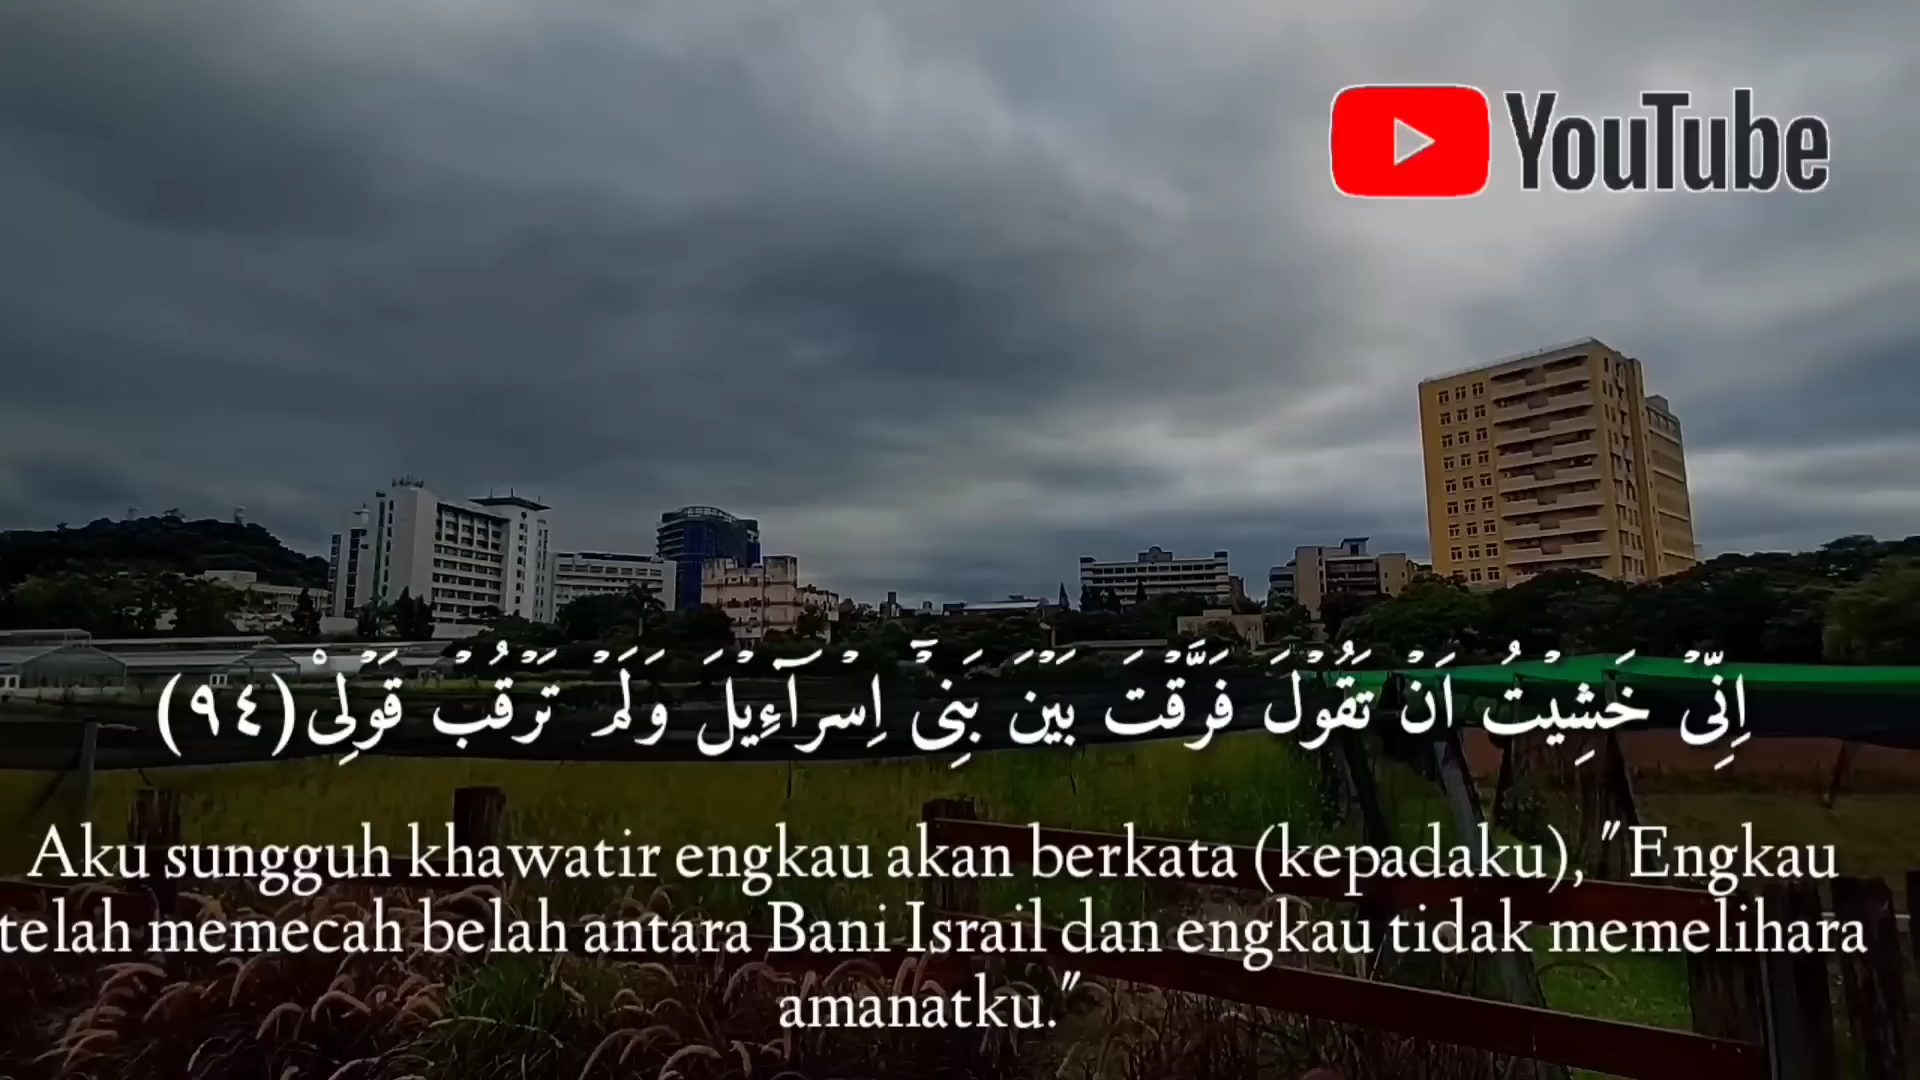 YouTube
اِنِّيْ خَشِيْتُ اَنْ تَقُوْلَ فَرَّقْتَ بَيْنَ بَنِيْٓ اِسْرَآءِيْلَ وَلَمْ تَرْقُبْ قَوْلِيْ (٩٤)
Aku sungguh khawatir engkau akan berkata (kepadaku), "Engkau
telah memecah belah antara Bani Israil dan engkau tidak memelihara
amanatku."